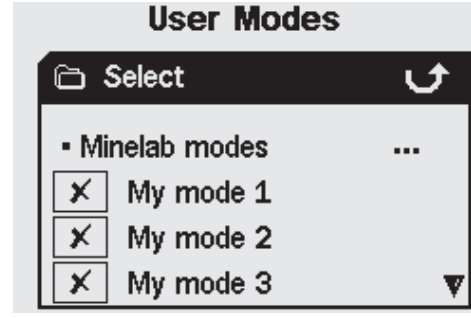 User Modes
Select
▪ Minelab modes ...
My mode 1
My mode 2
My mode 3